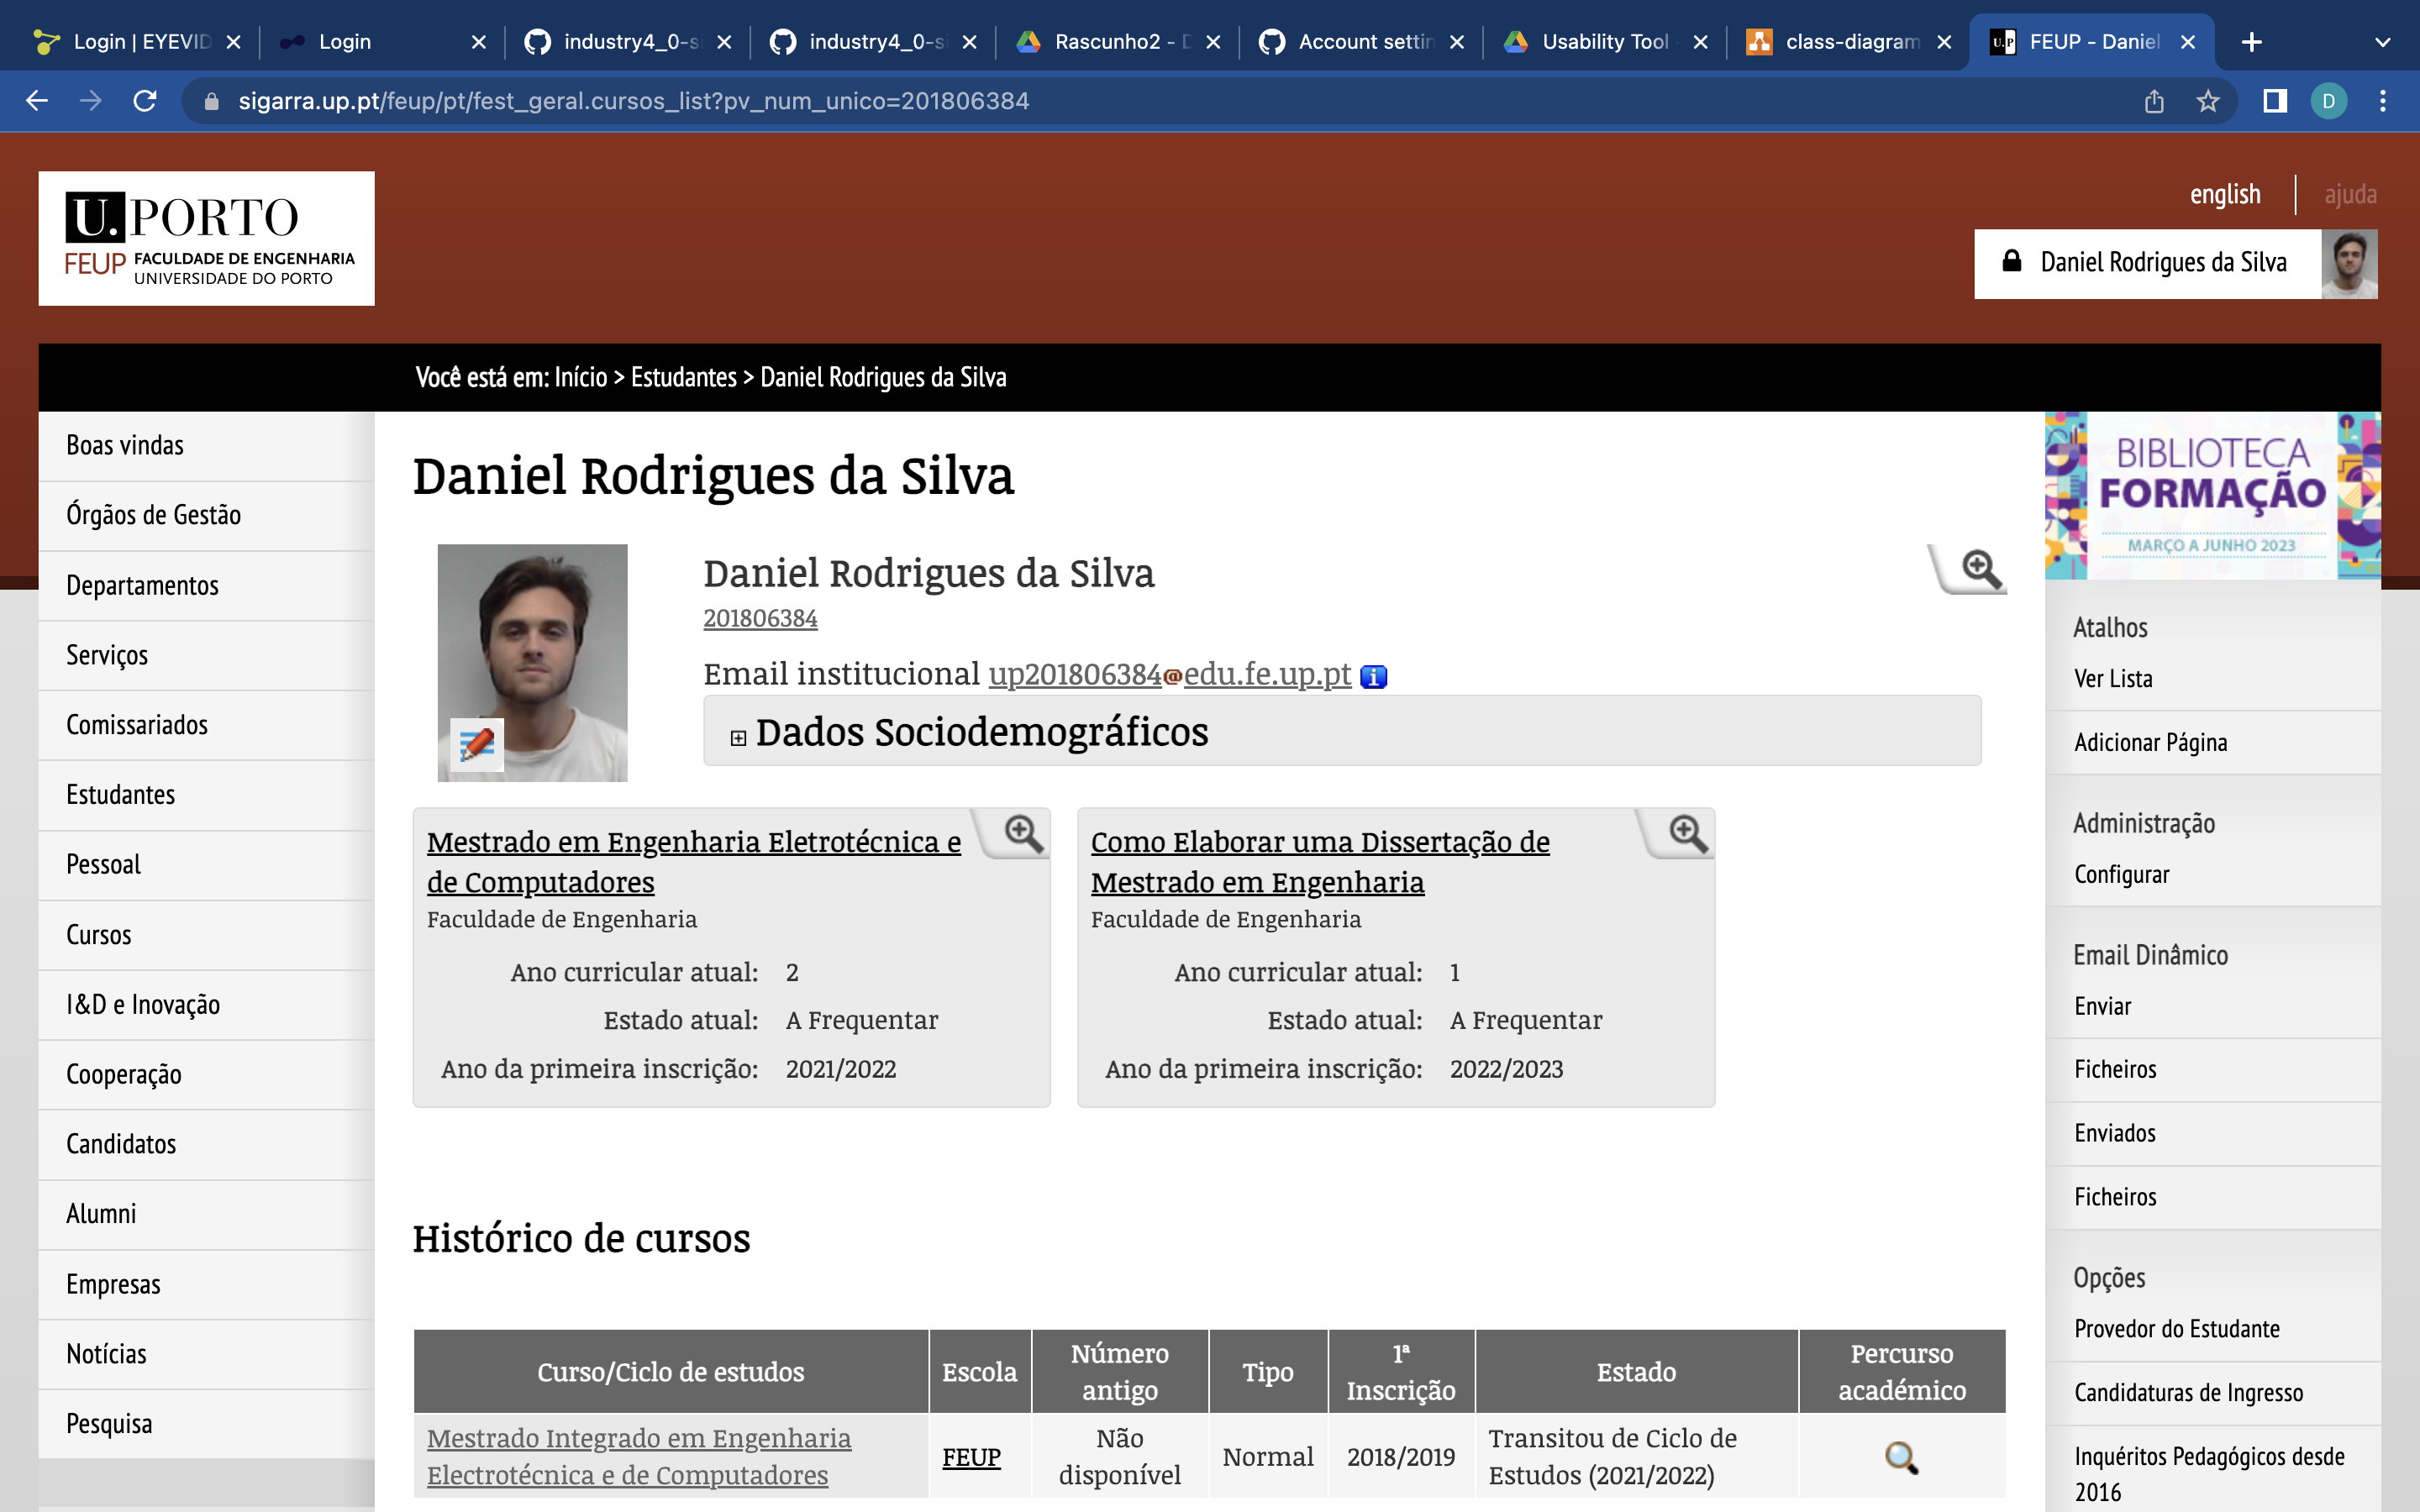 Login | EYEVID
Login
industry4_0-si
industry4_0-si
Rascunho2 - D
Account settin
Usability Tool
class-diagram
FEUP - Daniel
sigarra.up.pt/feup/pt/fest_geral.cursos_list?pv_num_unico=201806384
D
U.PORTO
FEUP FACULDADE DE ENGENHARIA
UNIVERSIDADE DO PORTO
english
ajuda
Daniel Rodrigues da Silva
Você está em: Início > Estudantes > Daniel Rodrigues da Silva
Boas vindas
Órgãos de Gestão
Departamentos
Serviços
Comissariados
Estudantes
Pessoal
Cursos
I&D e Inovação
Cooperação
Candidatos
Alumni
Empresas
Notícias
Pesquisa
Daniel Rodrigues da Silva
Daniel Rodrigues da Silva
201806384
Email institucional up201806384@edu.fe.up.pt
Dados Sociodemográficos
Mestrado em Engenharia Eletrotécnica e
de Computadores
Faculdade de Engenharia
Ano curricular atual: 2
Estado atual: A Frequentar
Ano da primeira inscrição: 2021/2022
Como Elaborar uma Dissertação de
Mestrado em Engenharia
Faculdade de Engenharia
Ano curricular atual: 1
Estado atual: A Frequentar
Ano da primeira inscrição: 2022/2023
Histórico de cursos
Curso/Ciclo de estudos
Escola
Número
antigo
Tipo
1ª
Inscrição
Estado
Percurso
académico
Mestrado Integrado em Engenharia
Electrotécnica e de Computadores
FEUP
Não
disponível
Normal
2018/2019
Transitou de Ciclo de
Estudos (2021/2022)
BIBLIOTECA
FORMAÇÃO
MARÇO A JUNHO 2023
Atalhos
Ver Lista
Adicionar Página
Administração
Configurar
Email Dinâmico
Enviar
Ficheiros
Enviados
Ficheiros
Opções
Provedor do Estudante
Candidaturas de Ingresso
Inquéritos Pedagógicos desde
2016